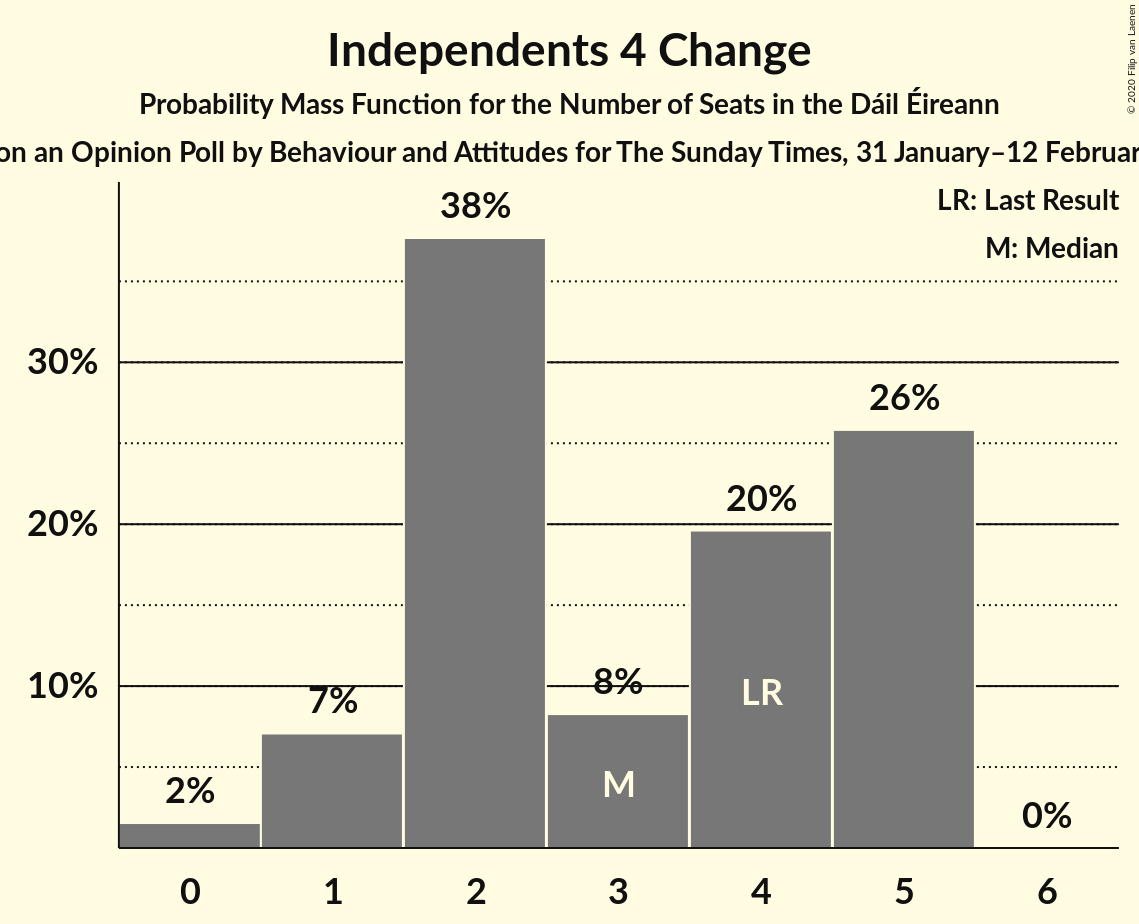 Independents 4 Change
Probability Mass Function for the Number of Seats in the Dáil Éireann
on an Opinion Poll by Behaviour and Attitudes for The Sunday Times, 31 January–12 Februar
© 2020 Filip van Laenen
LR: Last Result
M: Median
38%
30%
26%
20%
20%
10%
8%
7%
LR
M
2%
0%
0 1 2 3 4 5 6